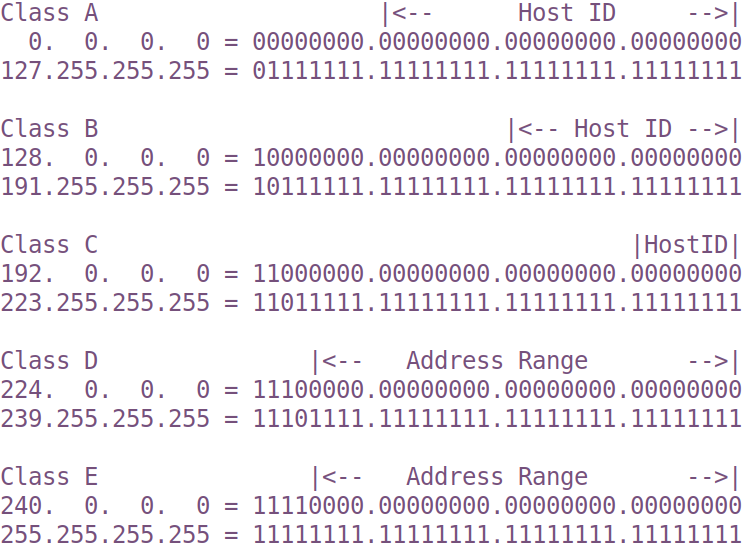 Class A                    |<--      Host ID     -->|
  0.  0.  0.  0 = 00000000.00000000.00000000.00000000
127.255.255.255 = 01111111.11111111.11111111.11111111

Class B                             |<-- Host ID -->|
128.  0.  0.  0 = 10000000.00000000.00000000.00000000
191.255.255.255 = 10111111.11111111.11111111.11111111

Class C                                      |HostID|
192.  0.  0.  0 = 11000000.00000000.00000000.00000000
223.255.255.255 = 11011111.11111111.11111111.11111111

Class D               |<--   Address Range       -->|
224.  0.  0.  0 = 11100000.00000000.00000000.00000000
239.255.255.255 = 11101111.11111111.11111111.11111111

Class E               |<--   Address Range       -->|
240.  0.  0.  0 = 11110000.00000000.00000000.00000000
255.255.255.255 = 11111111.11111111.11111111.11111111